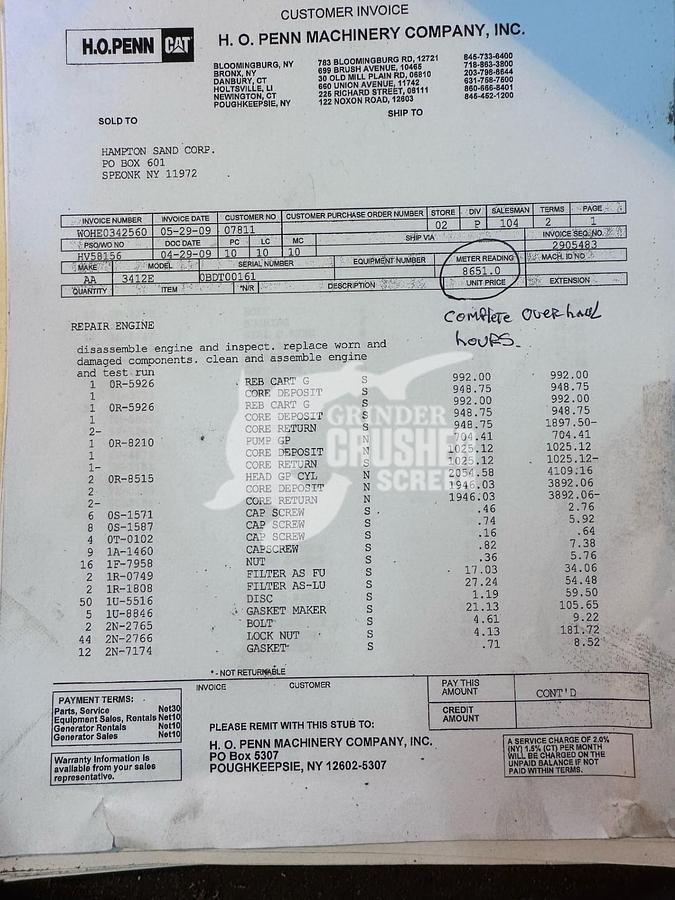 CUSTOMER INVOICE
H.O.PENN CAT
H. O. PENN MACHINERY COMPANY, INC.
BLOOMINGBURG, NY 783 BLOOMINGBURG RD, 12721 845-733-6400
BRONX, NY 699 BRUSH AVENUE, 10465 718-863-3800
DANBURY, CT 30 OLD MILL PLAIN RD, 06810 203-798-8644
HOLTSVILLE, LI 660 UNION AVENUE, 11742 631-758-7500
NEWINGTON, CT 225 RICHARD STREET, 06111 860-666-8401
POUGHKEEPSIE, NY 122 NOXON ROAD, 12603 845-452-1200
SOLD TO SHIP TO
HAMPTON SAND CORP.
PO BOX 601
SPEONK NY 11972
INVOICE NUMBER INVOICE DATE CUSTOMER NO CUSTOMER PURCHASE ORDER NUMBER STORE DIV SALESMAN TERMS PAGE
WOHE0342560 05-29-09 07811 02 P 104 2 1
PSO/WO NO DOC DATE PC LC MC SHIP VIA INVOICE SEQ. NO.
HV58156 04-29-09 10 10 10 2905483
MAKE MODEL SERIAL NUMBER EQUIPMENT NUMBER METER READING MACH. ID NO
AA 3412E 0BDT00161 8651.0
QUANTITY ITEM *N/R DESCRIPTION UNIT PRICE EXTENSION
COMPLETE OVERHAUL
HOURS.
REPAIR ENGINE
disassemble engine and inspect. replace worn and
damaged components. clean and assemble engine
and test run
1 0R-5926 REB CART G S 992.00 992.00
1 CORE DEPOSIT S 948.75 948.75
1 0R-5926 REB CART G S 992.00 992.00
1 CORE DEPOSIT S 948.75 948.75
2- CORE RETURN S 948.75 1897.50-
1 0R-8210 PUMP GP N 704.41 704.41
1 CORE DEPOSIT N 1025.12 1025.12
1- CORE RETURN N 1025.12 1025.12-
2 0R-8515 HEAD GP CYL N 2054.58 4109.16
2 CORE DEPOSIT N 1946.03 3892.06
2- CORE RETURN N 1946.03 3892.06-
6 0S-1571 CAP SCREW S .46 2.76
8 0S-1587 CAP SCREW S .74 5.92
4 0T-0102 CAP SCREW S .16 .64
9 1A-1460 CAPSCREW S .82 7.38
16 1F-7958 NUT S .36 5.76
2 1R-0749 FILTER AS FU S 17.03 34.06
2 1R-1808 FILTER AS-LU S 27.24 54.48
50 1U-5516 DISC S 1.19 59.50
5 1U-8846 GASKET MAKER S 21.13 105.65
2 2N-2765 BOLT S 4.61 9.22
44 2N-2766 LOCK NUT S 4.13 181.72
12 2N-7174 GASKET S .71 8.52
GRINDER
CRUSHE
SCREE
*- NOT RETURNABLE
INVOICE CUSTOMER
PAY THIS AMOUNT CONT'D
CREDIT AMOUNT
PAYMENT TERMS:
Parts, Service Net30
Equipment Sales, Rentals Net10
Generator Rentals Net10
Generator Sales Net10
Warranty Information is
available from your sales
representative.
PLEASE REMIT WITH THIS STUB TO:
H. O. PENN MACHINERY COMPANY, INC.
PO Box 5307
POUGHKEEPSIE, NY 12602-5307
A SERVICE CHARGE OF 2.0%
(NY) 1.5% (CT) PER MONTH
WILL BE CHARGED ON THE
UNPAID BALANCE IF NOT
PAID WITHIN TERMS.